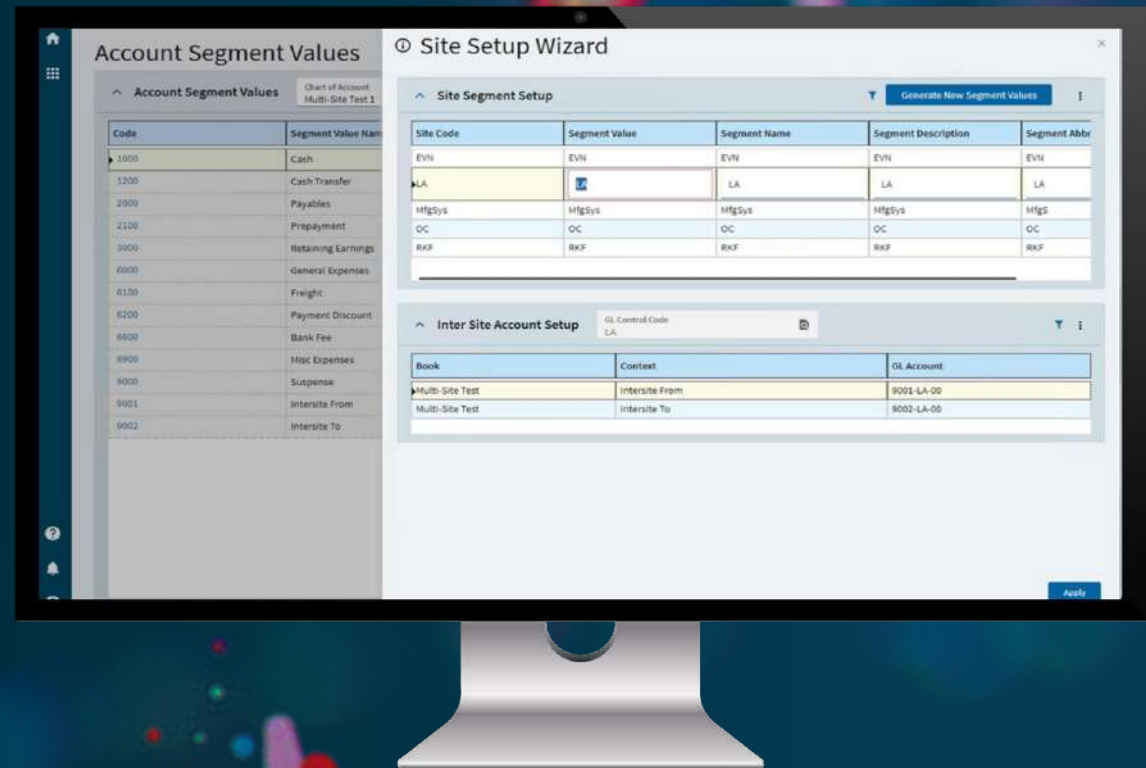 Account Segment Values
Account Segment Values
Chart of Account
Multi-Site Test 1
Code Segment Value Nam
1000 Cash
1200 Cash Transfer
2000 Payables
2100 Prepayment
3000 Retaining Earnings
6000 General Expenses
6100 Freight
6200 Payment Discount
6600 Bank Fee
6900 Misc Expenses
9000 Suspense
9001 Intersite From
9002 Intersite To
Site Setup Wizard
Site Segment Setup Generate New Segment Values
Site Code Segment Value Segment Name Segment Description Segment Abbr
EVN EVN EVN EVN EVN
LA LA LA LA LA
MfgSys MfgSys MfgSys MfgSys MfgS
OC OC OC OC OC
RKF RKF RKF RKF RKF
Inter Site Account Setup
GL Control Code
LA
Book Context GL Account
Multi-Site Test Intersite From 9001-LA-00
Multi-Site Test Intersite To 9002-LA-00
Apply